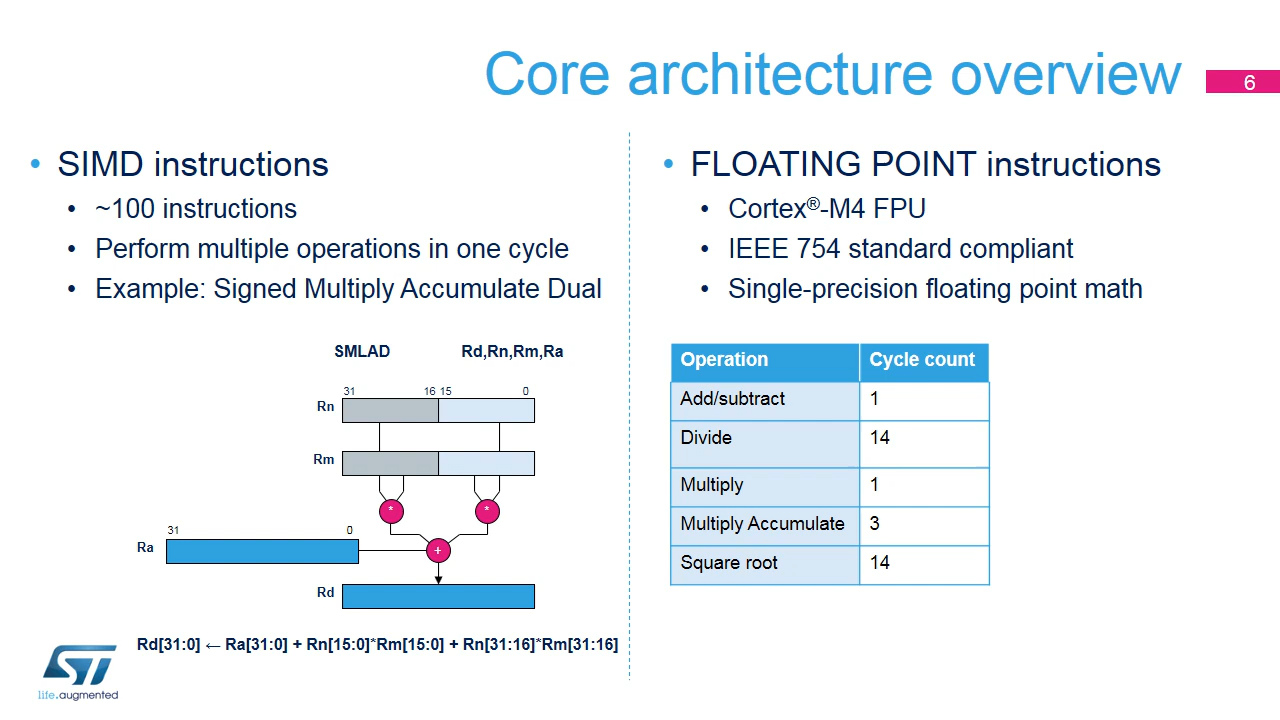 Core architecture overview
6
• SIMD instructions
• ~100 instructions
• Perform multiple operations in one cycle
• Example: Signed Multiply Accumulate Dual
SMLAD Rd,Rn,Rm,Ra
31 16 15 0
Rn
Rm
* *
31 0
Ra
+
Rd
Rd[31:0] ← Ra[31:0] + Rn[15:0]*Rm[15:0] + Rn[31:16]*Rm[31:16]
• FLOATING POINT instructions
• Cortex®-M4 FPU
• IEEE 754 standard compliant
• Single-precision floating point math
Operation Cycle count
Add/subtract 1
Divide 14
Multiply 1
Multiply Accumulate 3
Square root 14
ST
life.augmented